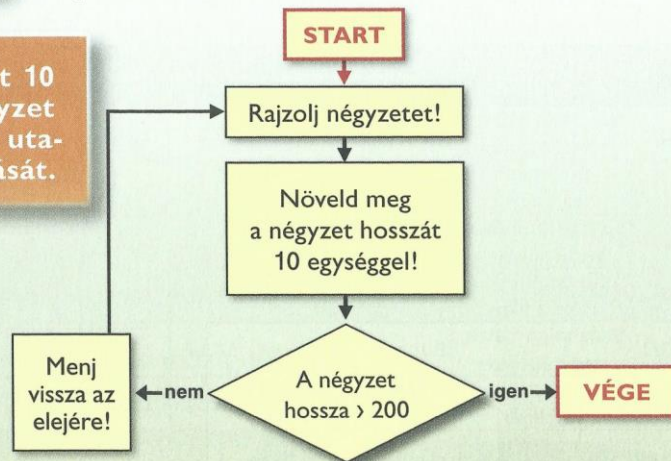 t 10
yzet
uta-
ását.
START
Rajzolj négyzetet!
Növeld meg
a négyzet hosszát
10 egységgel!
A négyzet
hossza › 200
nem
igen
Menj
vissza az
elejére!
VÉGE